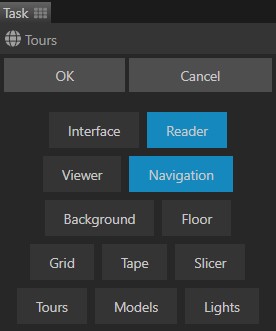 Task
Tours
OK Cancel
Interface Reader
Viewer Navigation
Background Floor
Grid Tape Slicer
Tours Models Lights